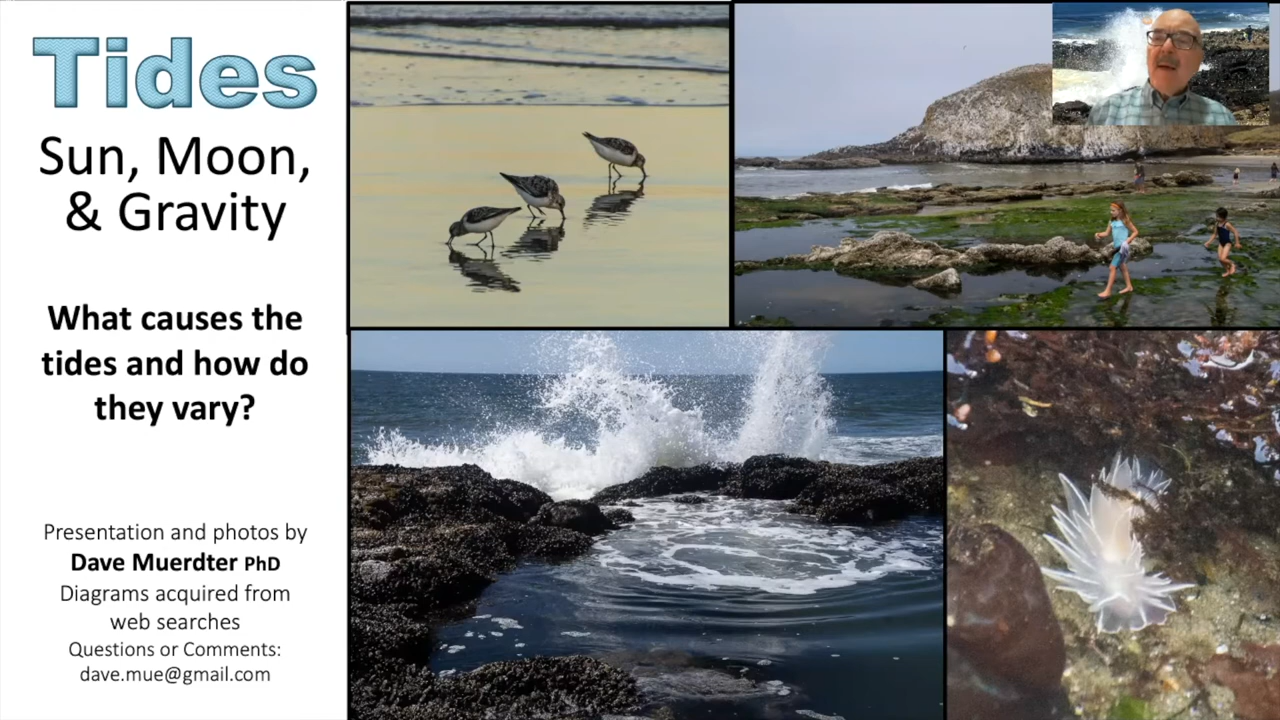 Tides
Sun, Moon,
& Gravity
What causes the
tides and how do
they vary?
Presentation and photos by
Dave Muerdter PhD
Diagrams acquired from
web searches
Questions or Comments:
dave.mue@gmail.com